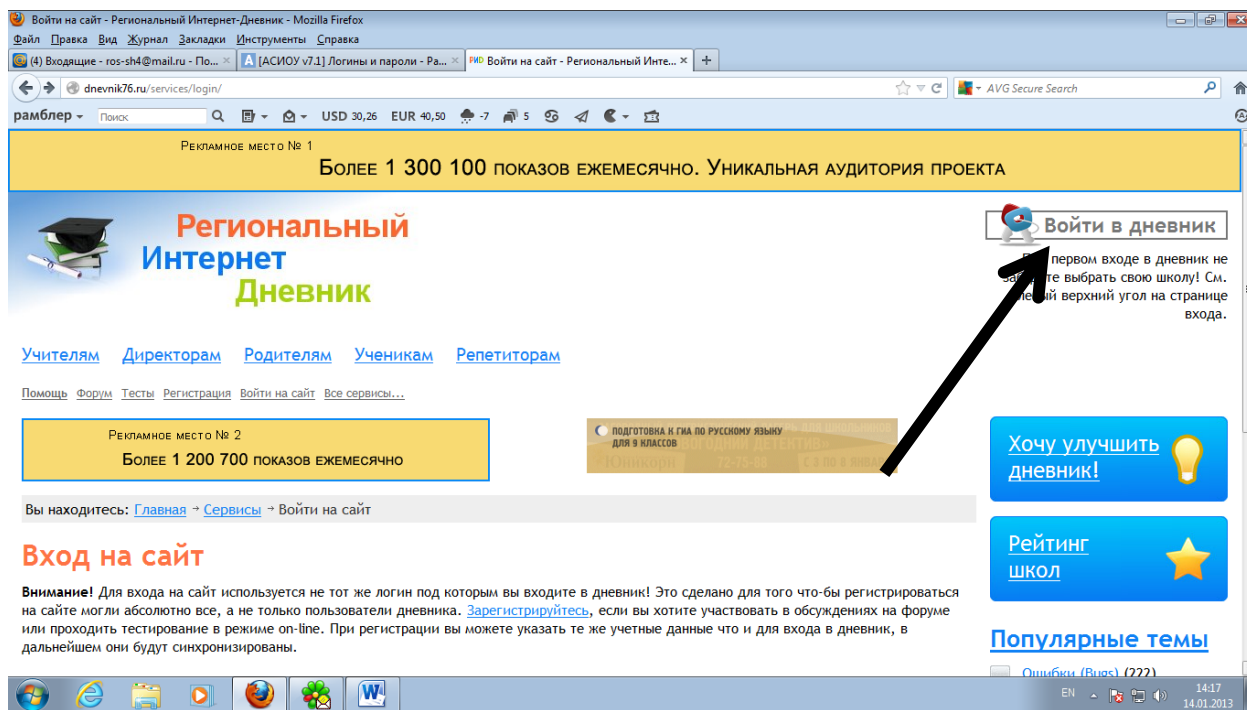 Войти на сайт - Региональный Интернет-Дневник - Mozilla Firefox
Файл Правка Вид Журнал Закладки Инструменты Справка
(4) Входящие - ros-sh4@mail.ru - По... × [АСИОУ v7.1] Логины и пароли - Ра... × РИД Войти на сайт - Региональный Инте... × +
dnevnik76.ru/services/login/ AVG Secure Search
рамблер Поиск USD 30,26 EUR 40,50 -7 5
Рекламное место № 1
Более 1 300 100 показов ежемесячно. Уникальная аудитория проекта
Региональный
Интернет
Дневник
Войти в дневник
первом входе в дневник не
те выбрать свою школу! См.
верхний угол на странице
входа.
Учителям Директорам Родителям Ученикам Репетиторам
Помощь Форум Тесты Регистрация Войти на сайт Все сервисы...
Рекламное место № 2
Более 1 200 700 показов ежемесячно
подготовка к ГИА по русскому языку
для 9 классов
«Юникорн 72-75-88
Хочу улучшить
дневник!
Вы находитесь: Главная → Сервисы → Войти на сайт
Рейтинг
школ
Вход на сайт
Внимание! Для входа на сайт используется не тот же логин под которым вы входите в дневник! Это сделано для того что-бы регистрироваться
на сайте могли абсолютно все, а не только пользователи дневника. Зарегистрируйтесь, если вы хотите участвовать в обсуждениях на форуме
или проходить тестирование в режиме on-line. При регистрации вы можете указать те же учетные данные что и для входа в дневник, в
дальнейшем они будут синхронизированы.
Популярные темы
Ошибки (Bugs) (222)
EN 14:17
14.01.2013